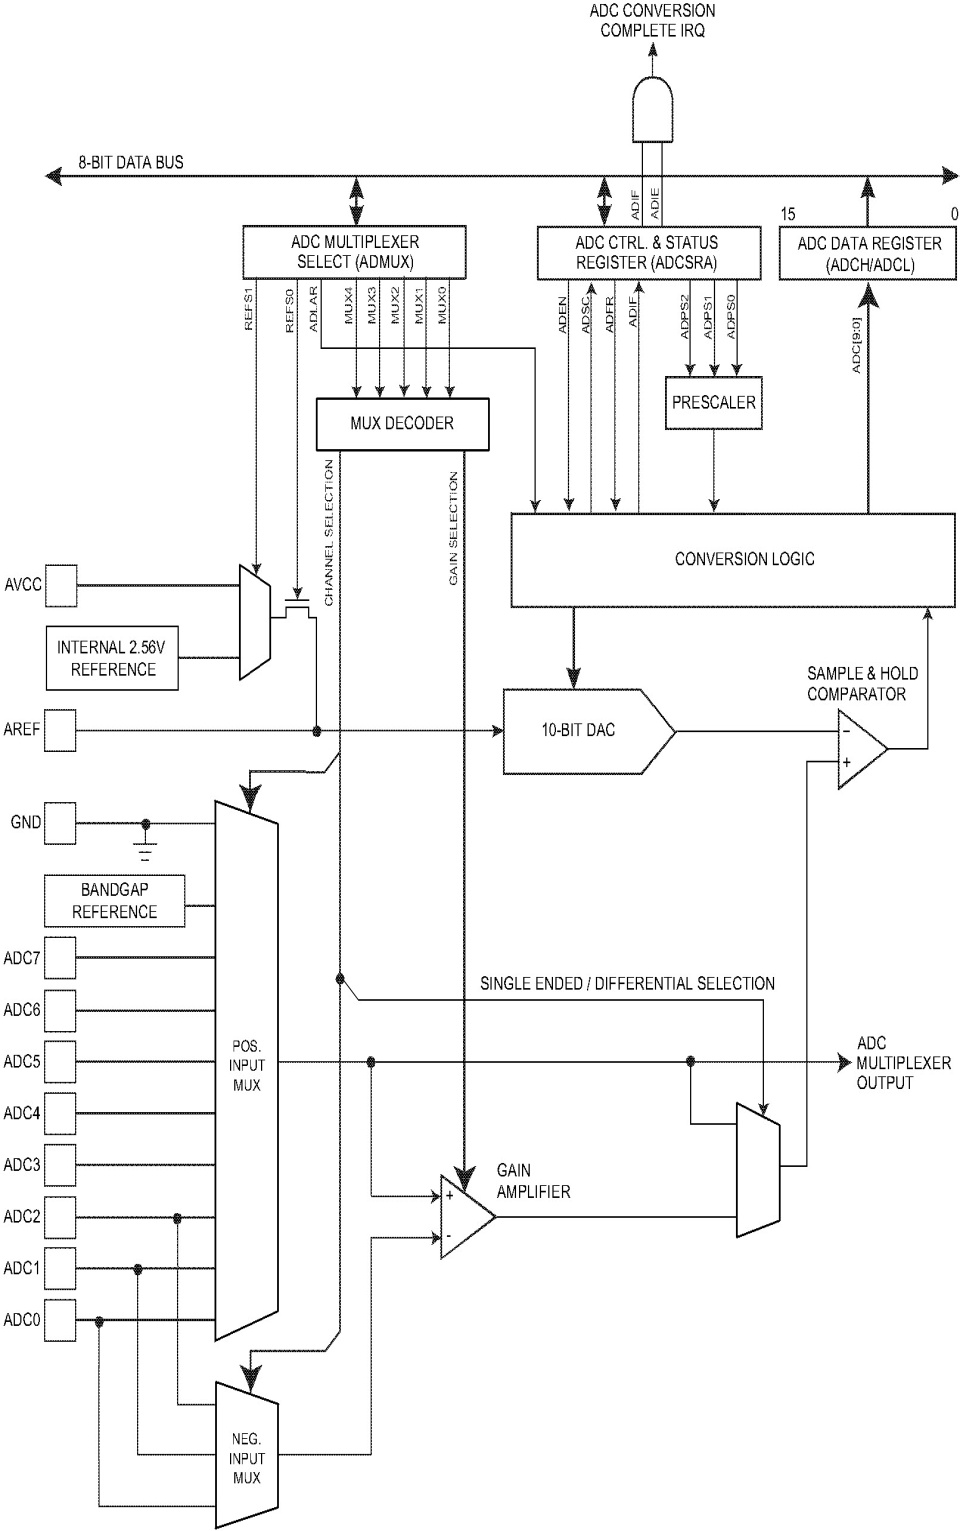 ADC CONVERSION
COMPLETE IRQ
8-BIT DATA BUS
ADIF
ADIE
15
0
ADC MULTIPLEXER
SELECT (ADMUX)
ADC CTRL. & STATUS
REGISTER (ADCSRA)
ADC DATA REGISTER
(ADCH/ADCL)
REFS1
REFS0
ADLAR
MUX4
MUX3
MUX2
MUX1
MUX0
ADEN
ADSC
ADFR
ADIF
ADPS2
ADPS1
ADPS0
ADC[9:0]
PRESCALER
MUX DECODER
CHANNEL SELECTION
GAIN SELECTION
CONVERSION LOGIC
AVCC
INTERNAL 2.56V
REFERENCE
SAMPLE & HOLD
COMPARATOR
AREF
10-BIT DAC
-
+
GND
BANDGAP
REFERENCE
ADC7
SINGLE ENDED / DIFFERENTIAL SELECTION
ADC6
ADC5
POS.
INPUT
MUX
ADC
MULTIPLEXER
OUTPUT
ADC4
ADC3
GAIN
AMPLIFIER
+
-
ADC2
ADC1
ADC0
NEG.
INPUT
MUX